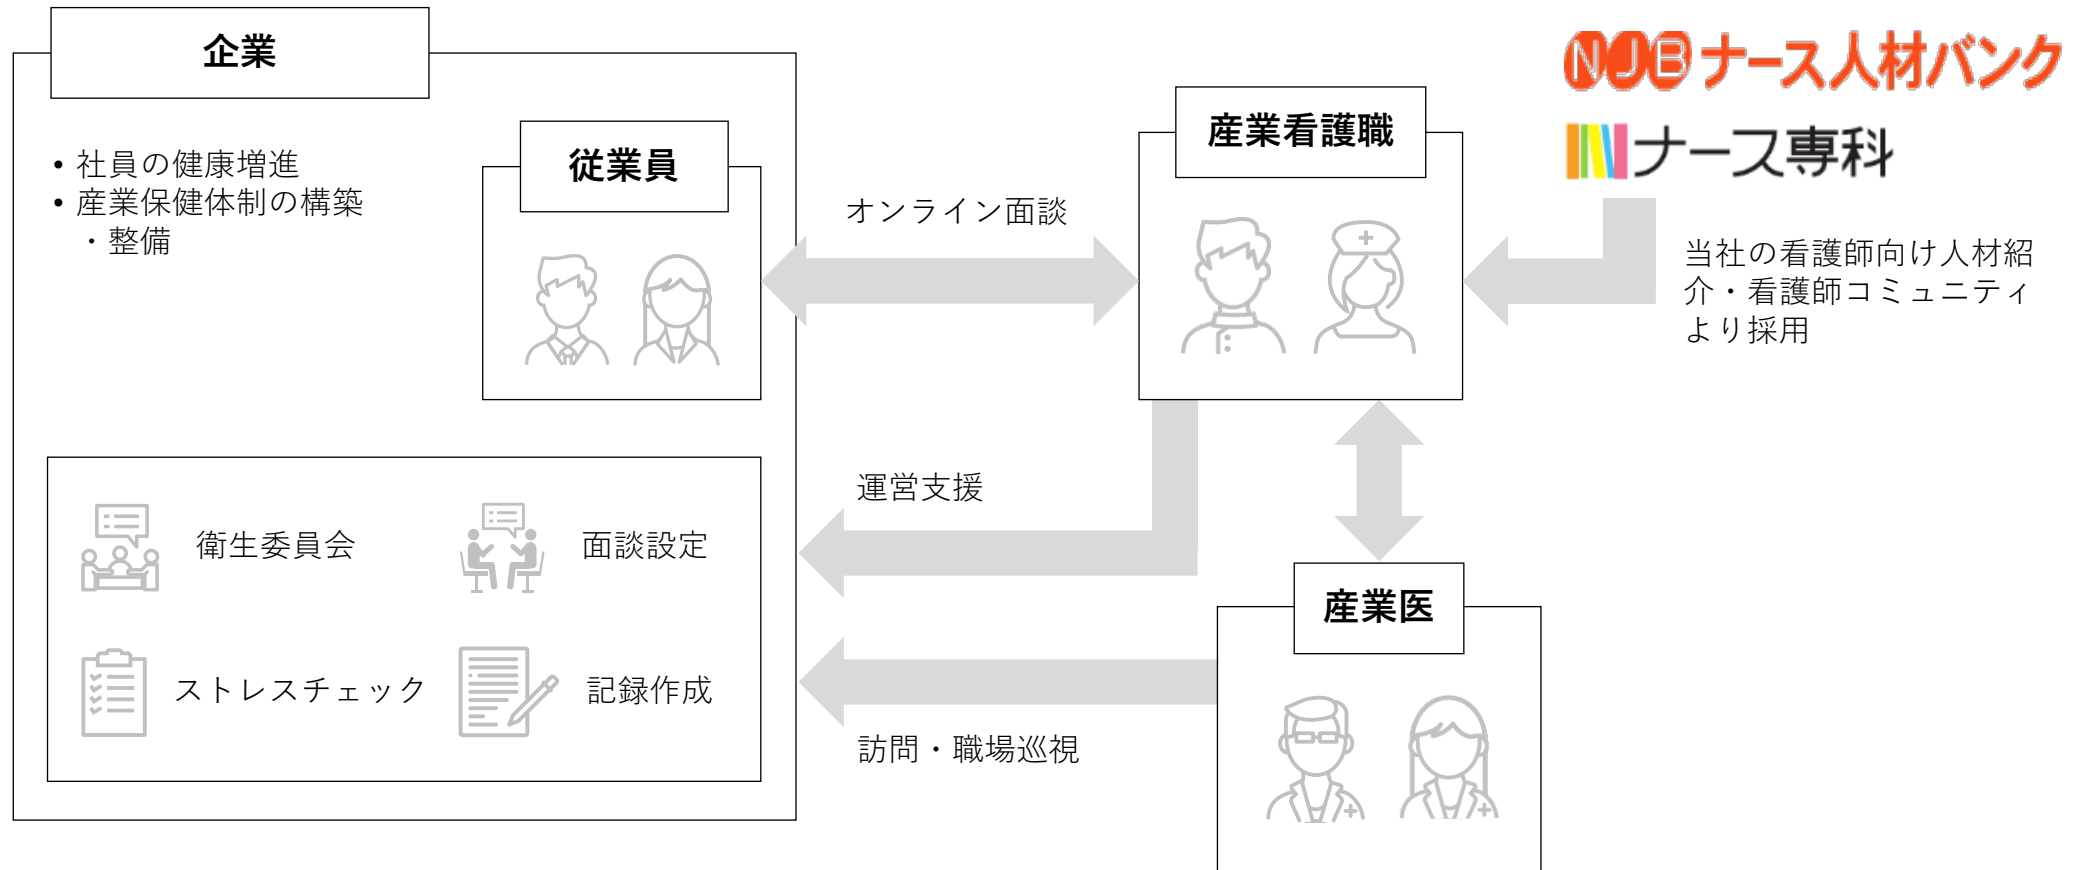 企業
• 社員の健康増進
• 産業保健体制の構築
・整備
従業員
オンライン面談
産業看護職
NJB ナース人材バンク
ナース専科
当社の看護師向け人材紹
介・看護師コミュニティ
より採用
衛生委員会
面談設定
ストレスチェック
記録作成
運営支援
訪問・職場巡視
産業医